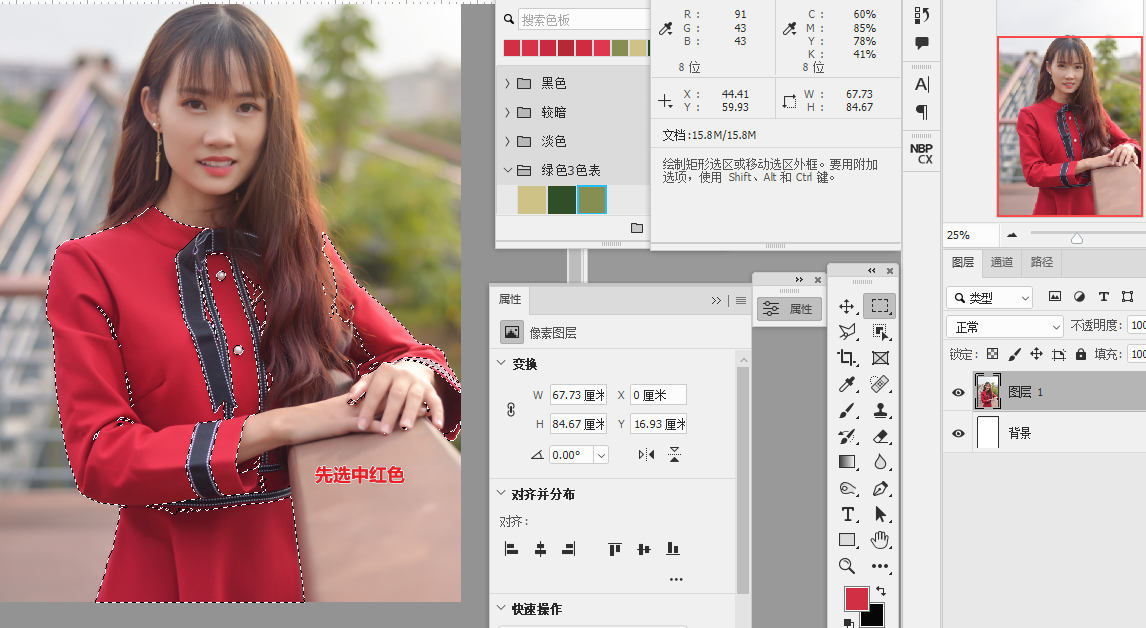 先选中红色
搜索色板
黑色
较暗
淡色
绿色3色表
R： 91
G： 43
B： 43
8 位
C： 60%
M： 85%
Y： 78%
K： 41%
8 位
X： 44.41
Y： 59.93
W： 67.73
H： 84.67
文档:15.8M/15.8M
绘制矩形选区或移动选区外框。要用附加
选项，使用 Shift、Alt 和 Ctrl 键。
属性
像素图层
变换
W 67.73 厘米 X 0 厘米
H 84.67 厘米 Y 16.93 厘米
0.00°
对齐并分布
对齐：
快速操作
属性
A
NBP
CX
25%
图层 通道 路径
类型
正常 不透明度： 100
锁定： 填充： 100
图层 1
背景